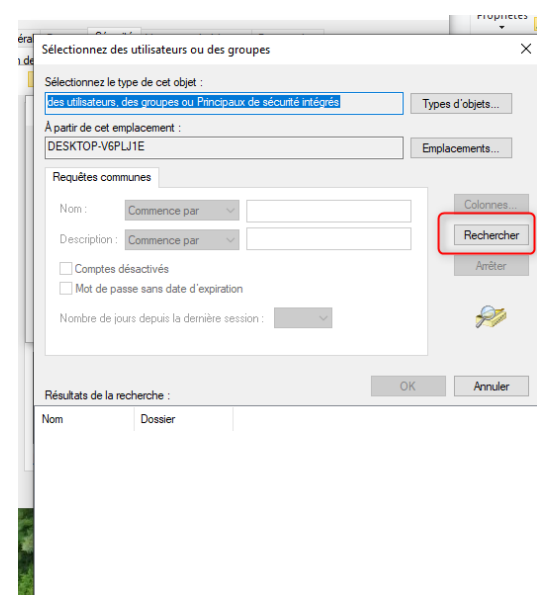 Propriétés
Sélectionnez des utilisateurs ou des groupes
Sélectionnez le type de cet objet :
des utilisateurs, des groupes ou Principaux de sécurité intégrés
Types d'objets...
À partir de cet emplacement :
DESKTOP-V6PLJ1E
Emplacements...
Requêtes communes
Nom :
Commence par
Colonnes...
Description :
Commence par
Rechercher
Comptes désactivés
Arrêter
Mot de passe sans date d'expiration
Nombre de jours depuis la dernière session :
OK
Annuler
Résultats de la recherche :
Nom
Dossier